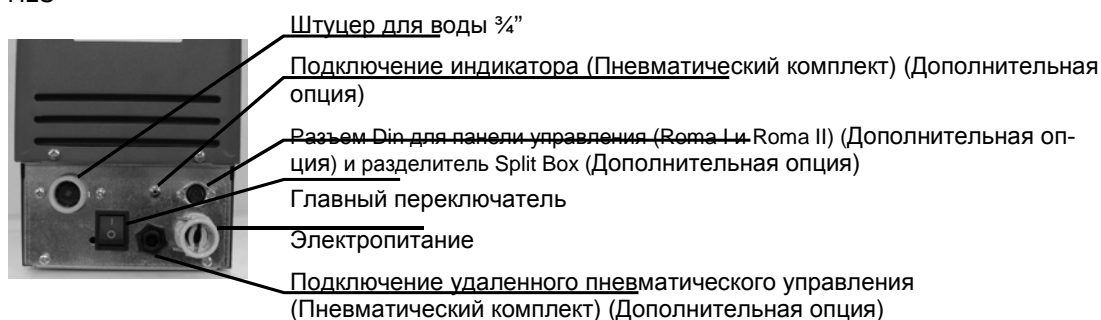 Штуцер для воды ¾”
Подключение индикатора (Пневматический комплект) (Дополнительная
опция)
Разъем Din для панели управления (Roma I и Roma II) (Дополнительная оп-
ция) и разделитель Split Box (Дополнительная опция)
Главный переключатель
Электропитание
Подключение удаленного пневматического управления
(Пневматический комплект) (Дополнительная опция)